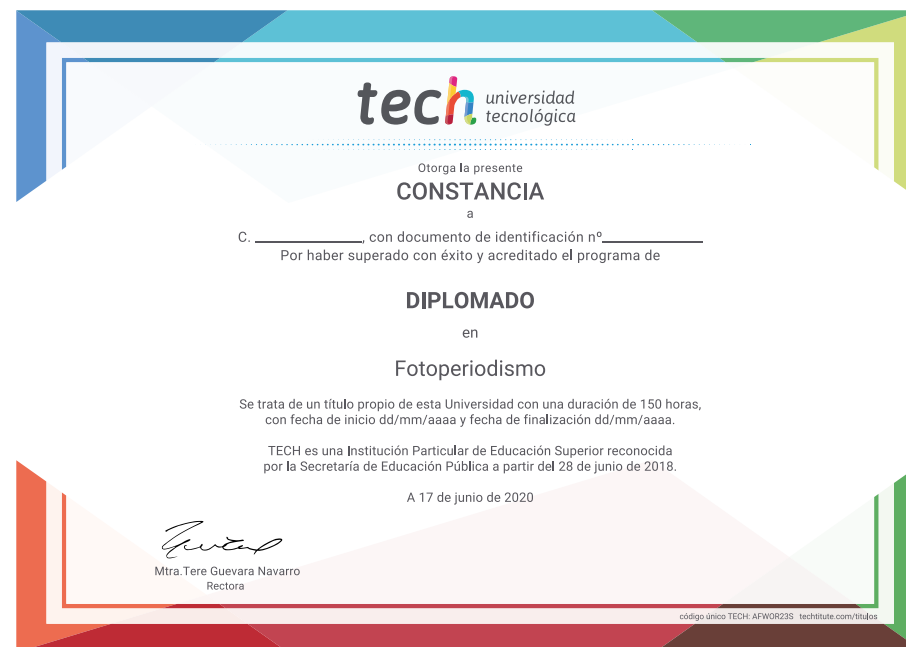 tech universidad
tecnológica
Otorga la presente
CONSTANCIA
a
C. ____________, con documento de identificación nº____________
Por haber superado con éxito y acreditado el programa de
DIPLOMADO
en
Fotoperiodismo
Se trata de un título propio de esta Universidad con una duración de 150 horas,
con fecha de inicio dd/mm/aaaa y fecha de finalización dd/mm/aaaa.
TECH es una Institución Particular de Educación Superior reconocida
por la Secretaría de Educación Pública a partir del 28 de junio de 2018.
A 17 de junio de 2020
Mtra.Tere Guevara Navarro
Rectora
código único TECH: AFWOR23S techtitute.com/titulos